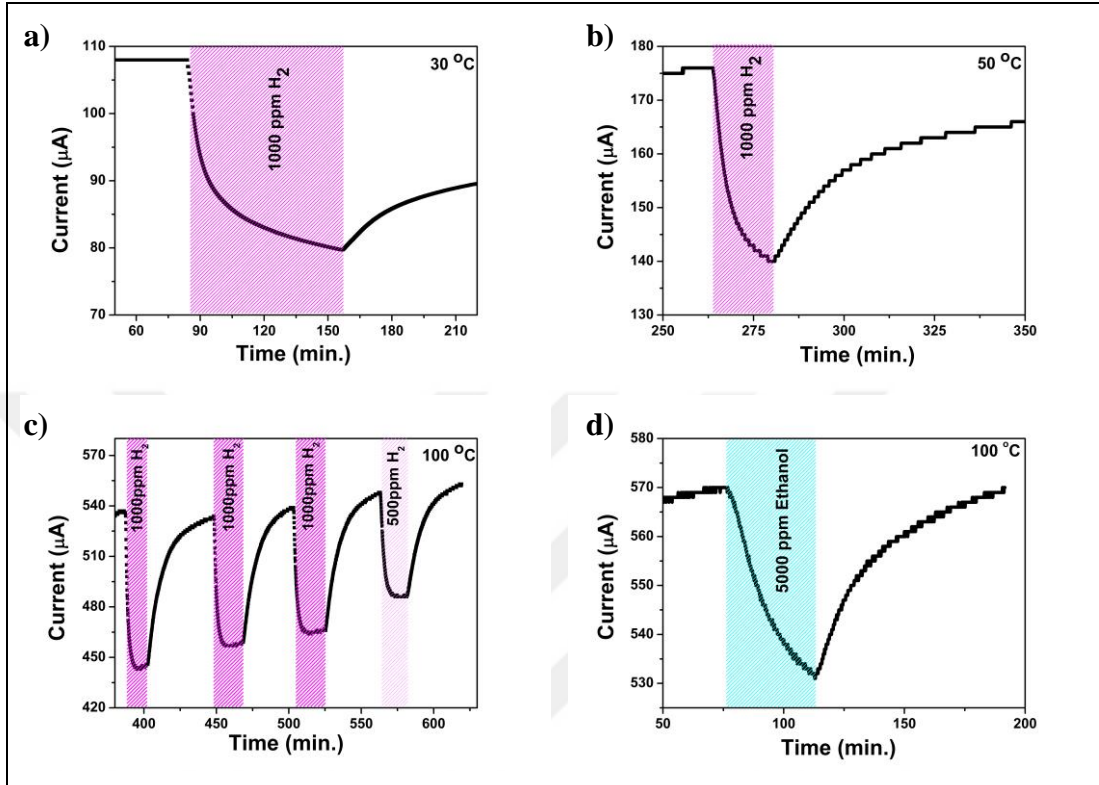 a)
110
100
90
80
70
Current (μA)
60 90 120 150 180 210
Time (min.)
1000 ppm H2
30 °C
b)
180
170
160
150
140
130
Current (μA)
250 275 300 325 350
Time (min.)
1000 ppm H2
50 °C
c)
570
540
510
480
450
420
Current (μA)
400 450 500 550 600
Time (min.)
1000ppm H2
1000ppm H2
1000ppm H2
500ppm H2
100 °C
d)
580
570
560
550
540
530
Current (μA)
50 100 150 200
Time (min.)
5000 ppm Ethanol
100 °C